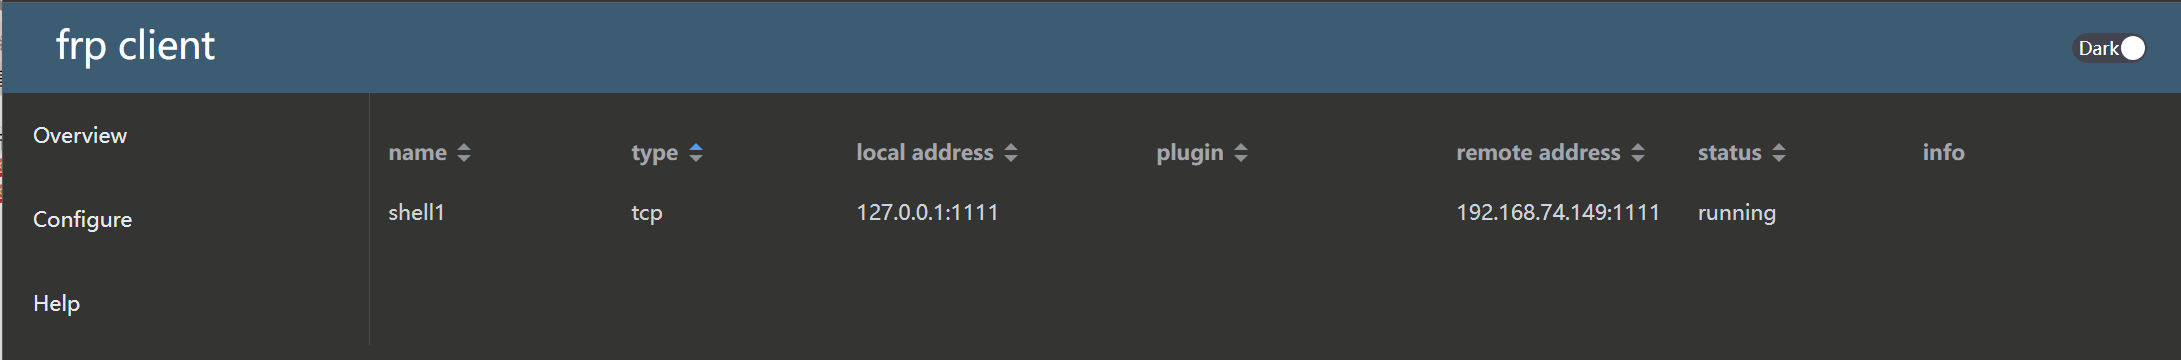 frp client
Dark
Overview
Configure
Help
name type local address plugin remote address status info
shell1 tcp 127.0.0.1:1111 192.168.74.149:1111 running